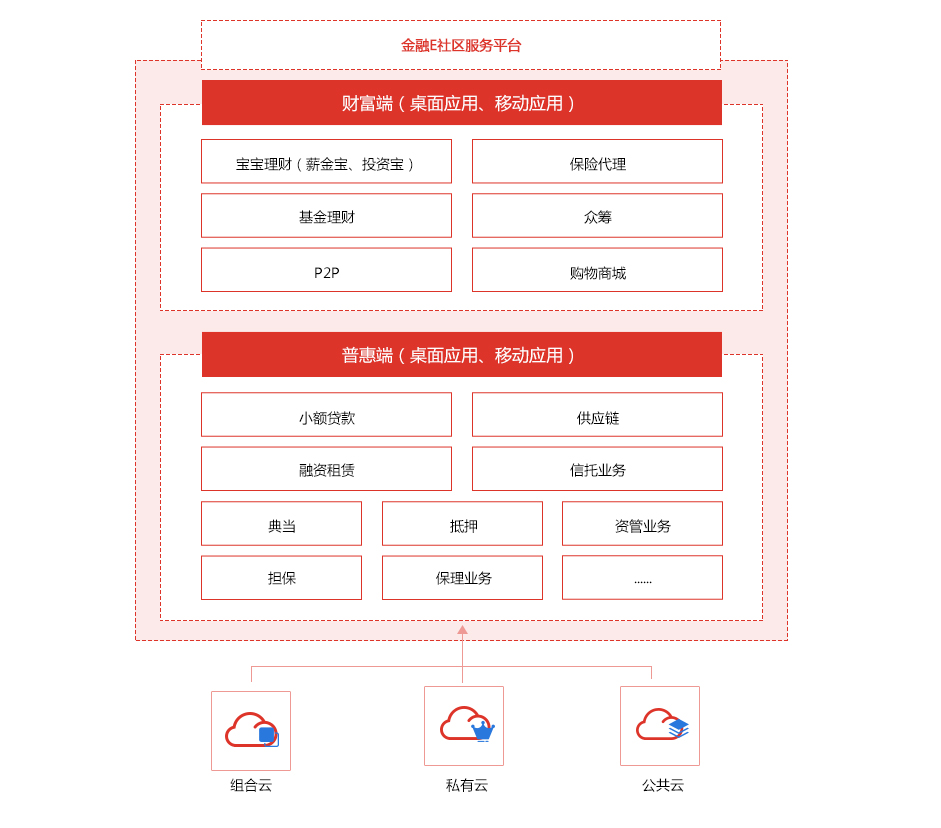 金融E社区服务平台
财富端（桌面应用、移动应用）
宝宝理财（薪金宝、投资宝）
保险代理
基金理财
众筹
P2P
购物商城
普惠端（桌面应用、移动应用）
小额贷款
供应链
融资租赁
信托业务
典当
抵押
资管业务
担保
保理业务
......
组合云
私有云
公共云